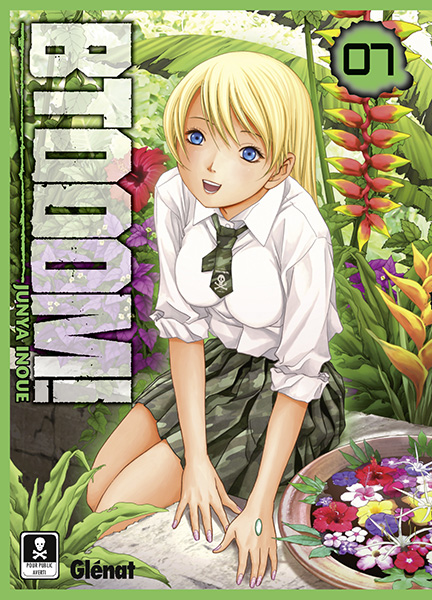 BTOOOM!
JUNYA INOUE
07
POUR PUBLIC
AVERTI
Glénat